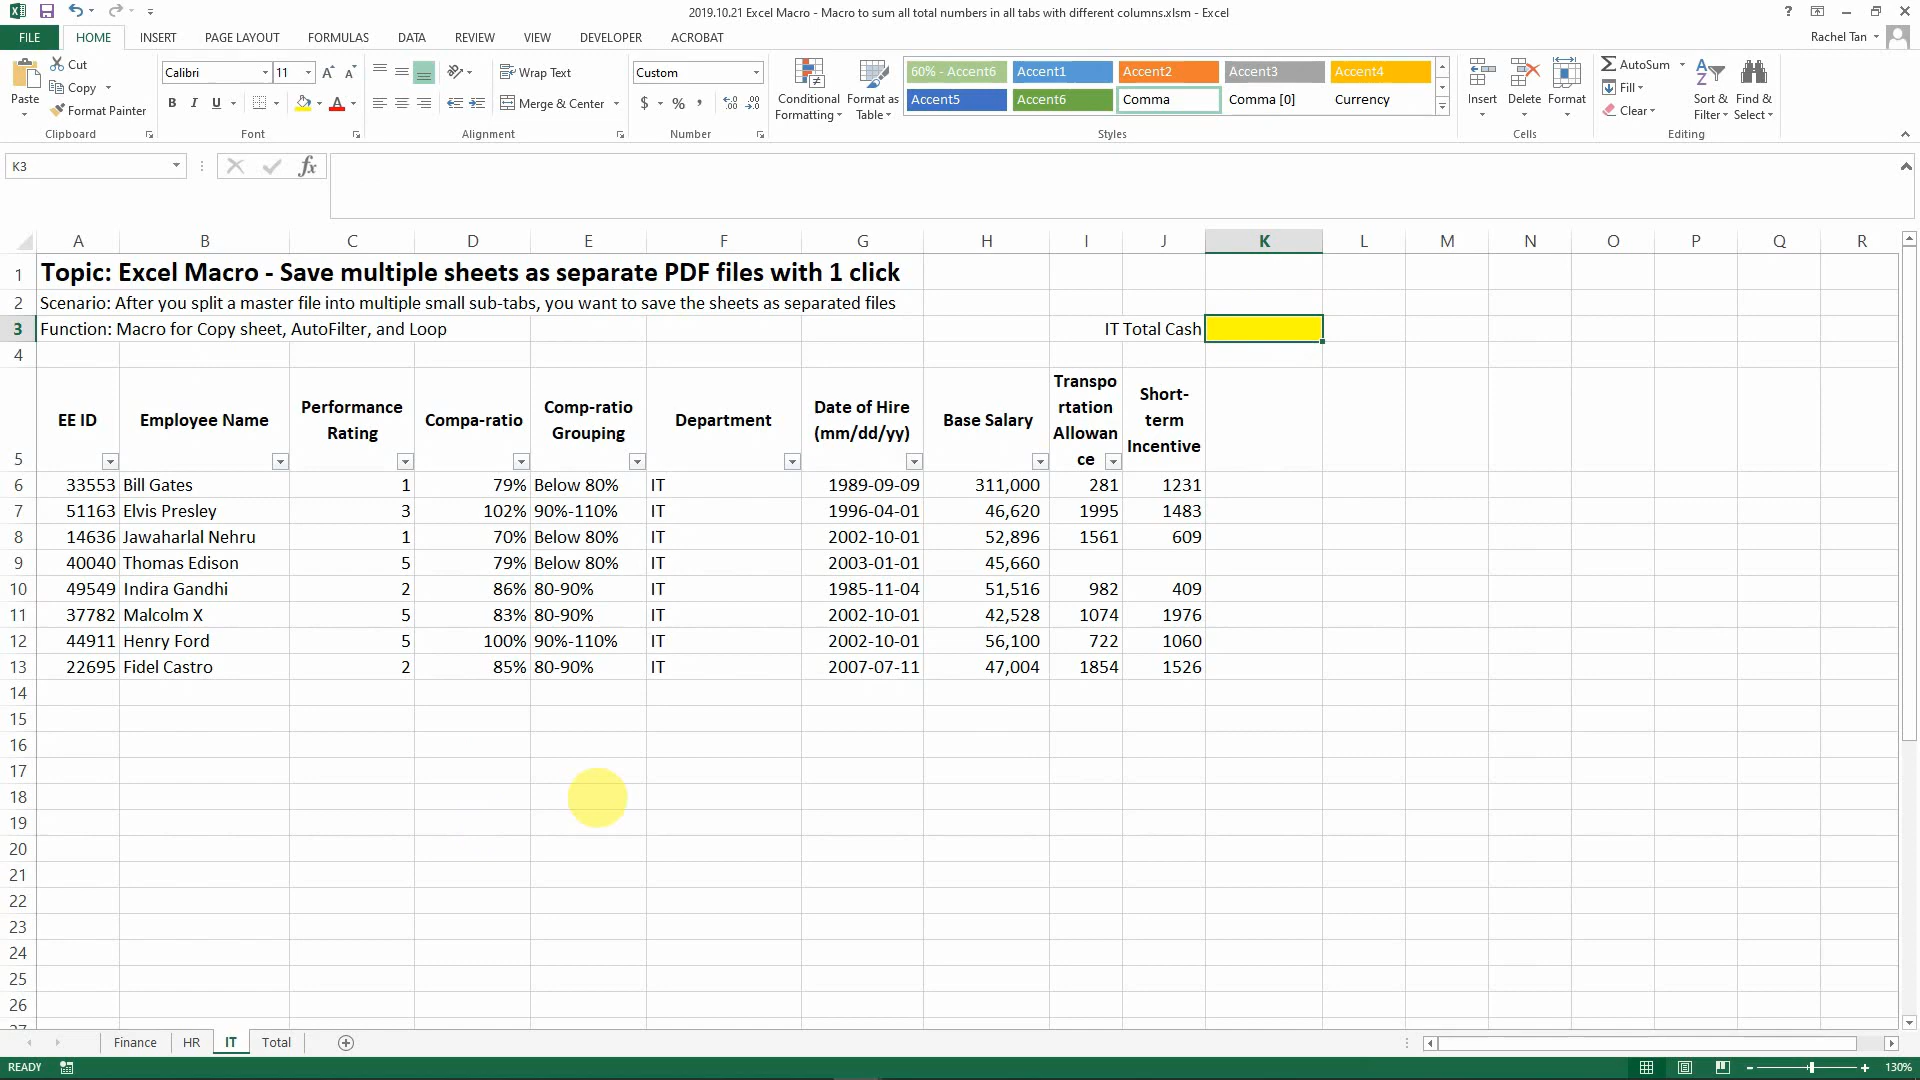 2019.10.21 Excel Macro - Macro to sum all total numbers in all tabs with different columns.xlsm - Excel
FILE HOME INSERT PAGE LAYOUT FORMULAS DATA REVIEW VIEW DEVELOPER ACROBAT Rachel Tan
Paste
Cut
Copy
Format Painter
Clipboard
Calibri 11
B I U A
Font
Wrap Text
Merge & Center
Alignment
Custom
$ % ,
Number
Conditional Formatting
Format as Table
60% - Accent6 Accent1 Accent2 Accent3 Accent4
Accent5 Accent6 Comma Comma [0] Currency
Styles
Insert Delete Format
Cells
AutoSum
Fill
Clear
Sort & Filter
Find & Select
Editing
K3
fx
A B C D E F G H I J K L M N O P Q R
1 Topic: Excel Macro - Save multiple sheets as separate PDF files with 1 click
2 Scenario: After you split a master file into multiple small sub-tabs, you want to save the sheets as separated files
3 Function: Macro for Copy sheet, AutoFilter, and Loop IT Total Cash
4
5 EE ID Employee Name Performance Rating Compa-ratio Comp-ratio Grouping Department Date of Hire (mm/dd/yy) Base Salary Transportation Allowance Short-term Incentive
6 33553 Bill Gates 1 79% Below 80% IT 1989-09-09 311,000 281 1231
7 51163 Elvis Presley 3 102% 90%-110% IT 1996-04-01 46,620 1995 1483
8 14636 Jawaharlal Nehru 1 70% Below 80% IT 2002-10-01 52,896 1561 609
9 40040 Thomas Edison 5 79% Below 80% IT 2003-01-01 45,660
10 49549 Indira Gandhi 2 86% 80-90% IT 1985-11-04 51,516 982 409
11 37782 Malcolm X 5 83% 80-90% IT 2002-10-01 42,528 1074 1976
12 44911 Henry Ford 5 100% 90%-110% IT 2002-10-01 56,100 722 1060
13 22695 Fidel Castro 2 85% 80-90% IT 2007-07-11 47,004 1854 1526
14
15
16
17
18
19
20
21
22
23
24
25
26
27
Finance HR IT Total
READY 130%